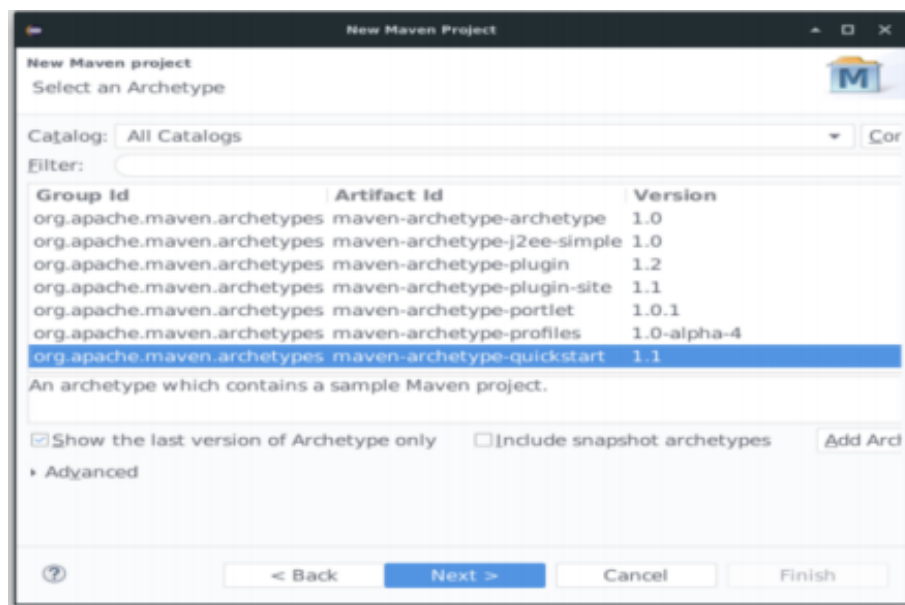 New Maven Project
New Maven project
Select an Archetype
M
Catalog: All Catalogs Cor
Filter:
Group Id Artifact Id Version
org.apache.maven.archetypes maven-archetype-archetype 1.0
org.apache.maven.archetypes maven-archetype-j2ee-simple 1.0
org.apache.maven.archetypes maven-archetype-plugin 1.2
org.apache.maven.archetypes maven-archetype-plugin-site 1.1
org.apache.maven.archetypes maven-archetype-portlet 1.0.1
org.apache.maven.archetypes maven-archetype-profiles 1.0-alpha-4
org.apache.maven.archetypes maven-archetype-quickstart 1.1
An archetype which contains a sample Maven project.
Show the last version of Archetype only Include snapshot archetypes Add Arch
Advanced
? < Back Next > Cancel Finish